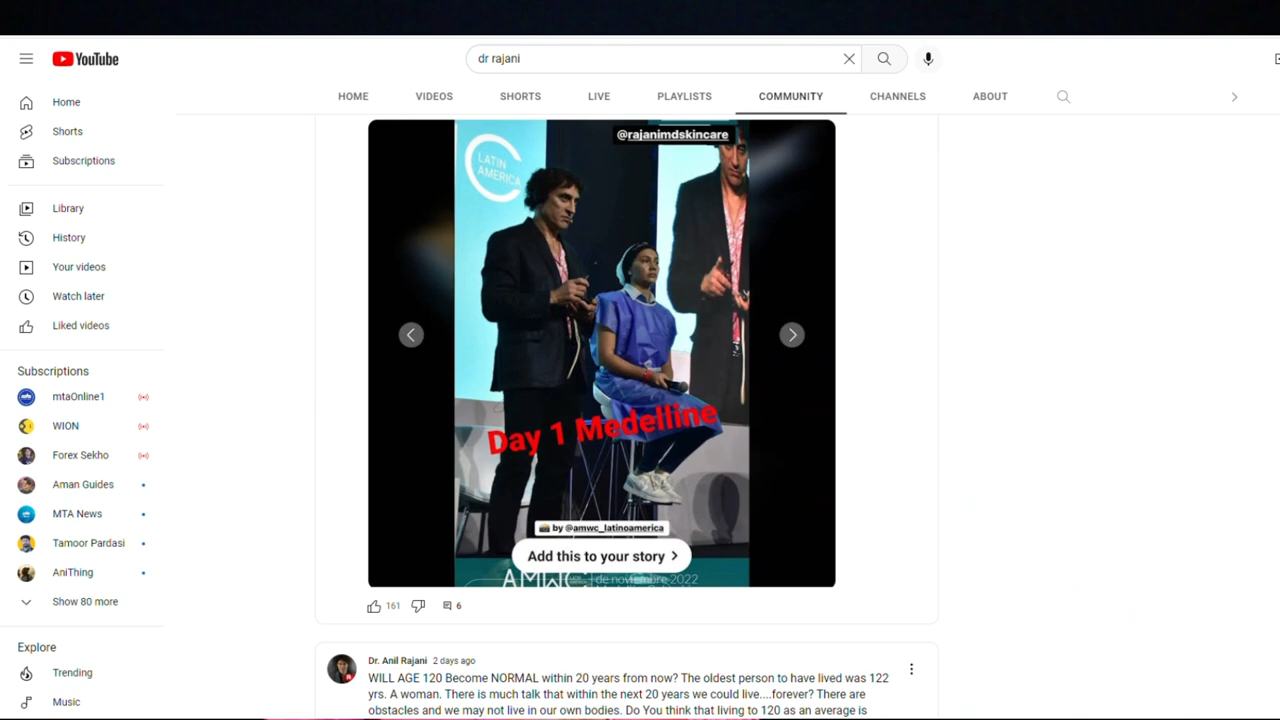 YouTube
dr rajani
HOME VIDEOS SHORTS LIVE PLAYLISTS COMMUNITY CHANNELS ABOUT
Home
Shorts
Subscriptions
Library
History
Your videos
Watch later
Liked videos
Subscriptions
mtaOnline1
WION
Forex Sekho
Aman Guides
MTA News
Tamoor Pardasi
AniThing
Show 80 more
Explore
Trending
Music
@rajanimdskincare
LATIN
AMERICA
Day 1 Medelline
by @amwc_latinoamerica
Add this to your story
AMWC de noviembre 2022
161 6
Dr. Anil Rajani 2 days ago
WILL AGE 120 Become NORMAL within 20 years from now? The oldest person to have lived was 122
yrs. A woman. There is much talk that within the next 20 years we could live....forever? There are
obstacles and we may not live in our own bodies. Do You think that living to 120 as an average is